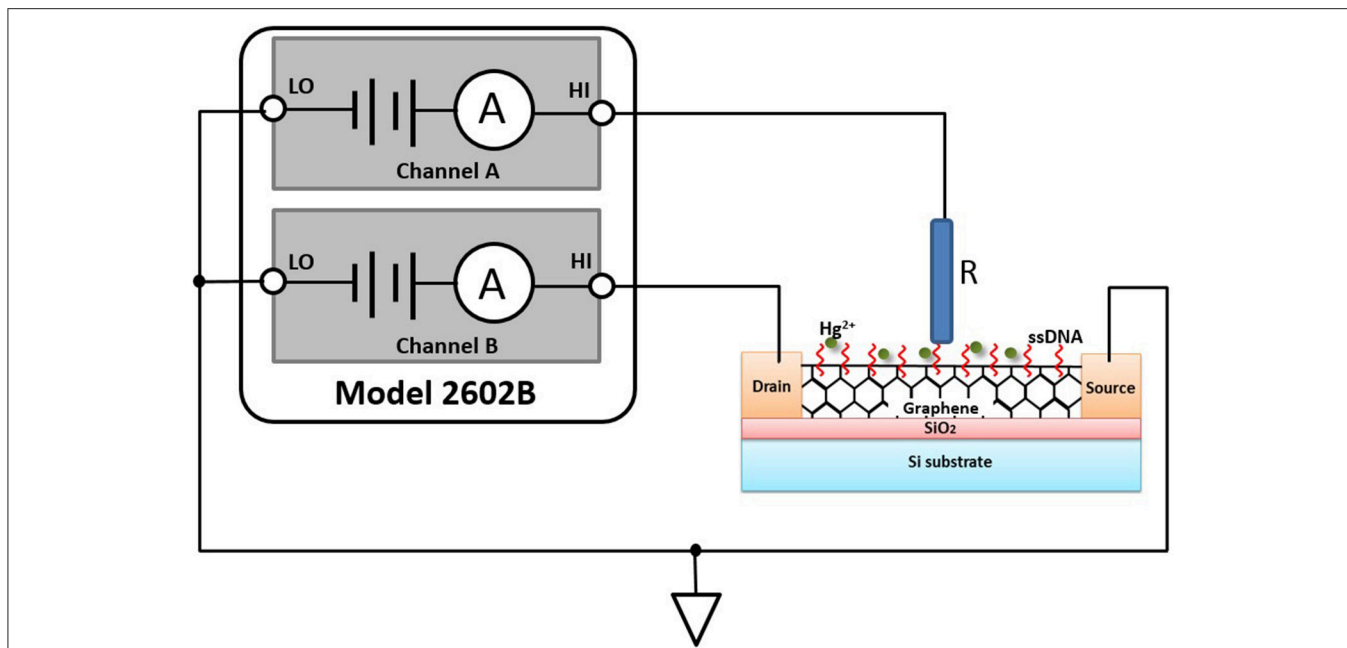 LO
A
HI
Channel A
LO
A
HI
Channel B
Model 2602B
R
Hg²⁺
ssDNA
Drain
Graphene
Source
SiO₂
Si substrate